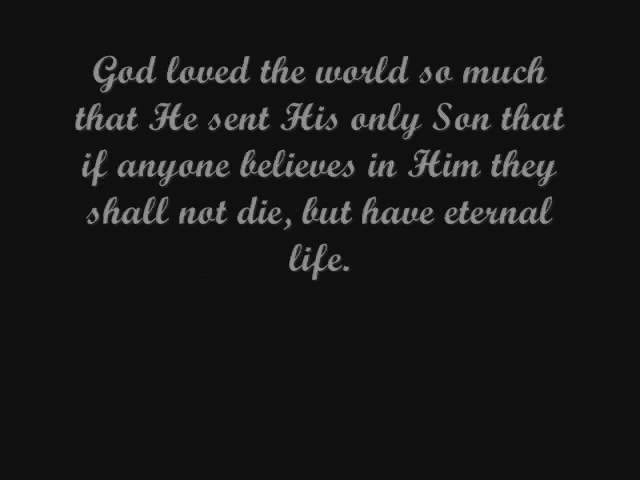 God loved the world so much
that He sent His only Son that
if anyone believes in Him they
shall not die, but have eternal
life.